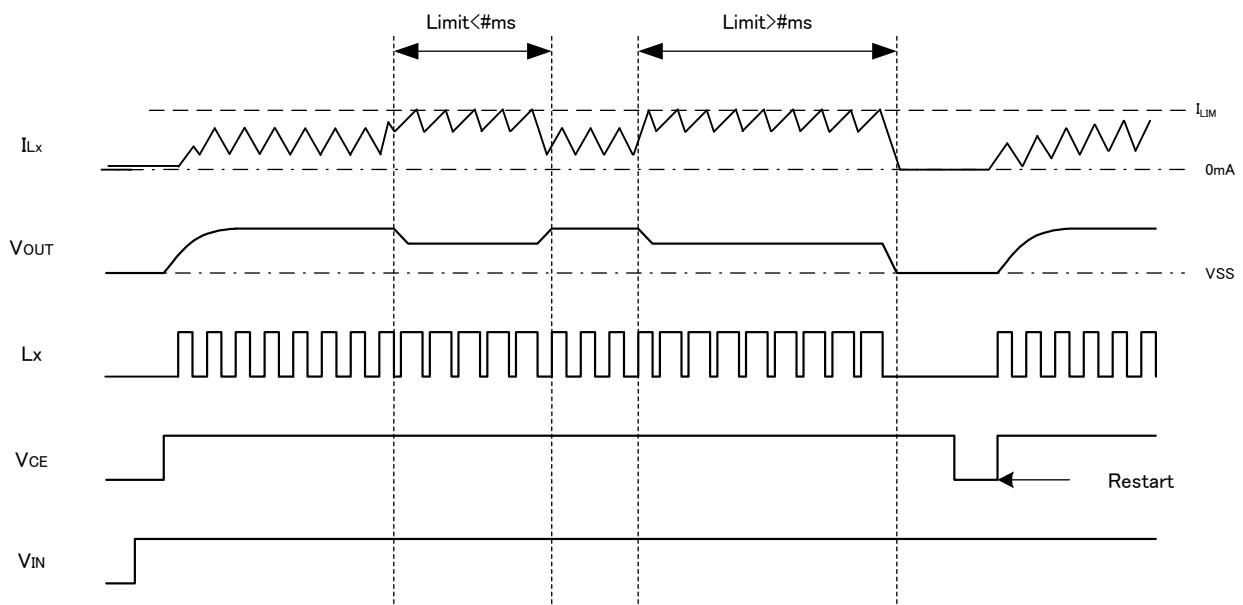 Limit<#ms
Limit>#ms
ILIM
ILx
0mA
VOUT
VSS
Lx
VCE
Restart
VIN